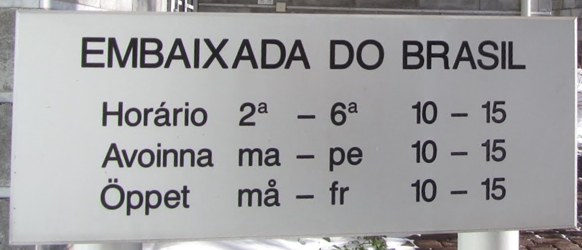 EMBAIXADA DO BRASIL
Horário 2ª – 6ª 10 – 15
Avoinna ma – pe 10 – 15
Öppet må – fr 10 – 15